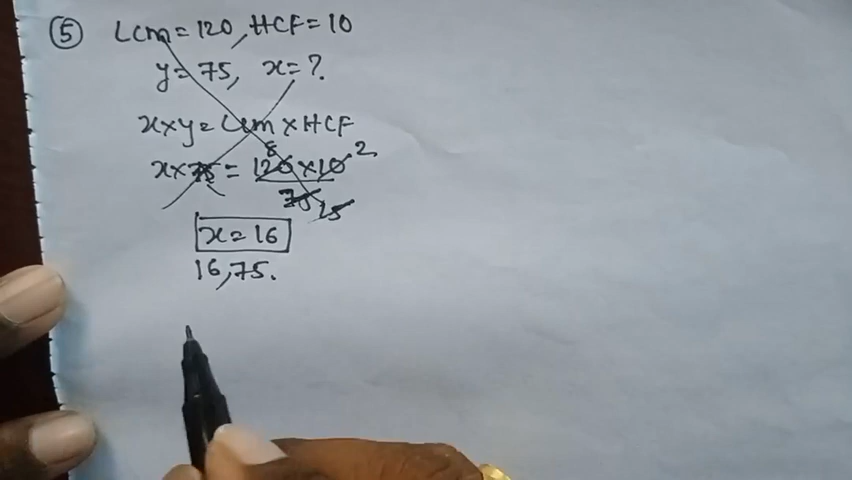 5 Lcm = 120, HCF = 10
y = 75, x = ?
x x y = Lcm x HCF
8 2
x x 75 = 120 x 10
75 15
x = 16
16, 75.